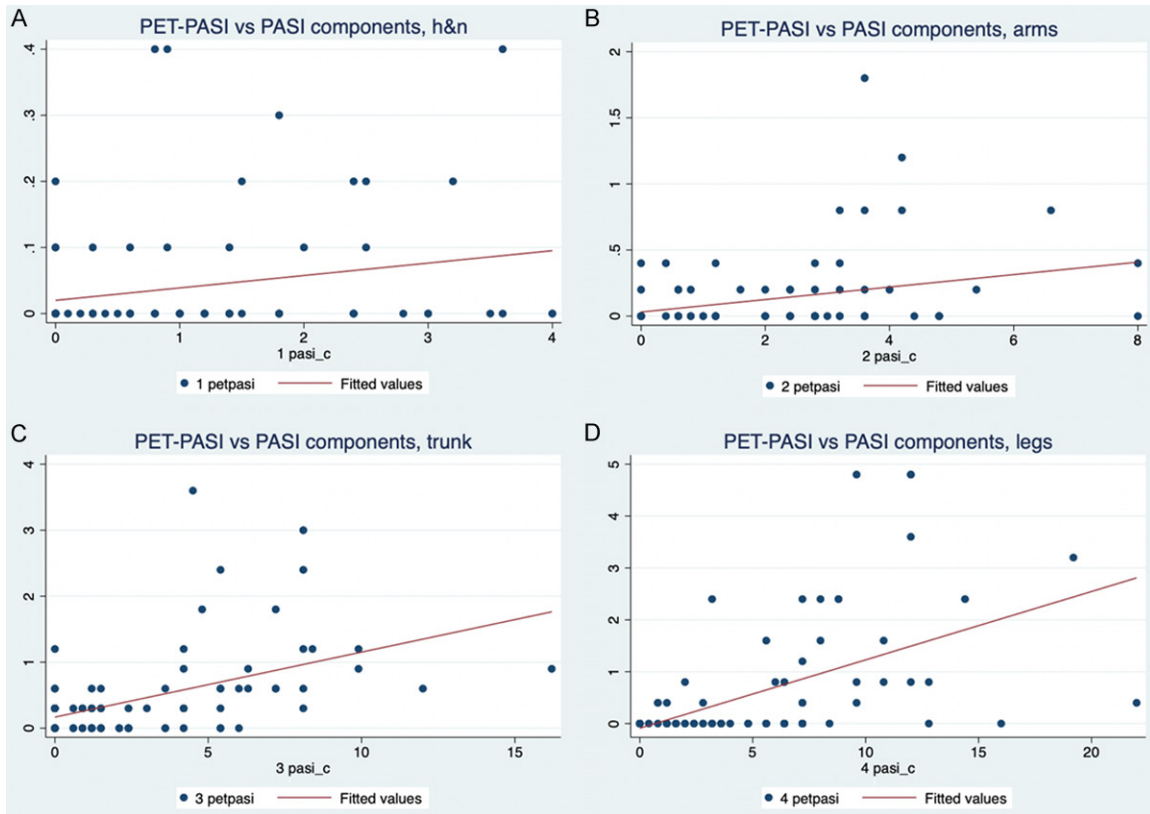 A
PET-PASI vs PASI components, h&n
.4
.3
.2
.1
0
0 1 2 3 4
1 pasi_c
1 petpasi Fitted values
B
PET-PASI vs PASI components, arms
2
1.5
1
.5
0
0 2 4 6 8
2 pasi_c
2 petpasi Fitted values
C
PET-PASI vs PASI components, trunk
4
3
2
1
0
0 5 10 15
3 pasi_c
3 petpasi Fitted values
D
PET-PASI vs PASI components, legs
5
4
3
2
1
0
0 5 10 15 20
4 pasi_c
4 petpasi Fitted values